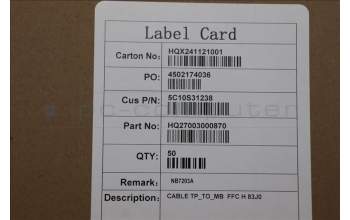 Label Card
Carton No: HQX241121001
PO: 4502174036
Cus P/N: 5C10S31238
Part No: HQ27003000870
QTY: 50
Remark: NB7203A
Description: CABLE TP_TO_MB FFC H 83J0